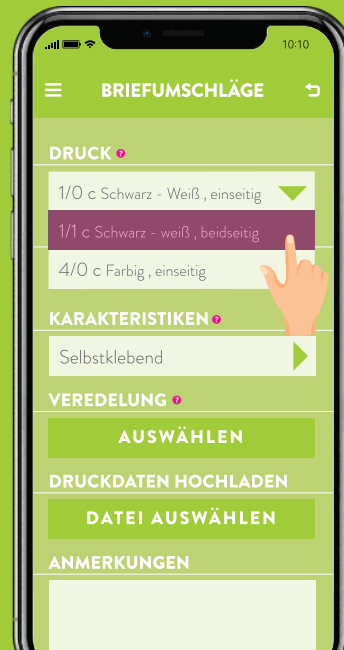 10:10
BRIEFUMSCHLÄGE
DRUCK ?
1/0 c Schwarz - Weiß , einseitig
1/1 c Schwarz - weiß , beidseitig
4/0 c Farbig , einseitig
KARAKTERISTIKEN ?
Selbstklebend
VEREDELUNG ?
AUSWÄHLEN
DRUCKDATEN HOCHLADEN
DATEI AUSWÄHLEN
ANMERKUNGEN